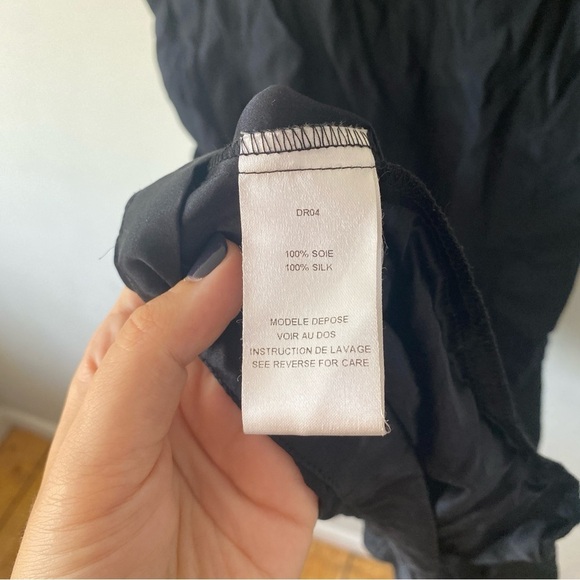 DR04
100% SOIE
100% SILK
MODELE DEPOSE
VOIR AU DOS
INSTRUCTION DE LAVAGE
SEE REVERSE FOR CARE